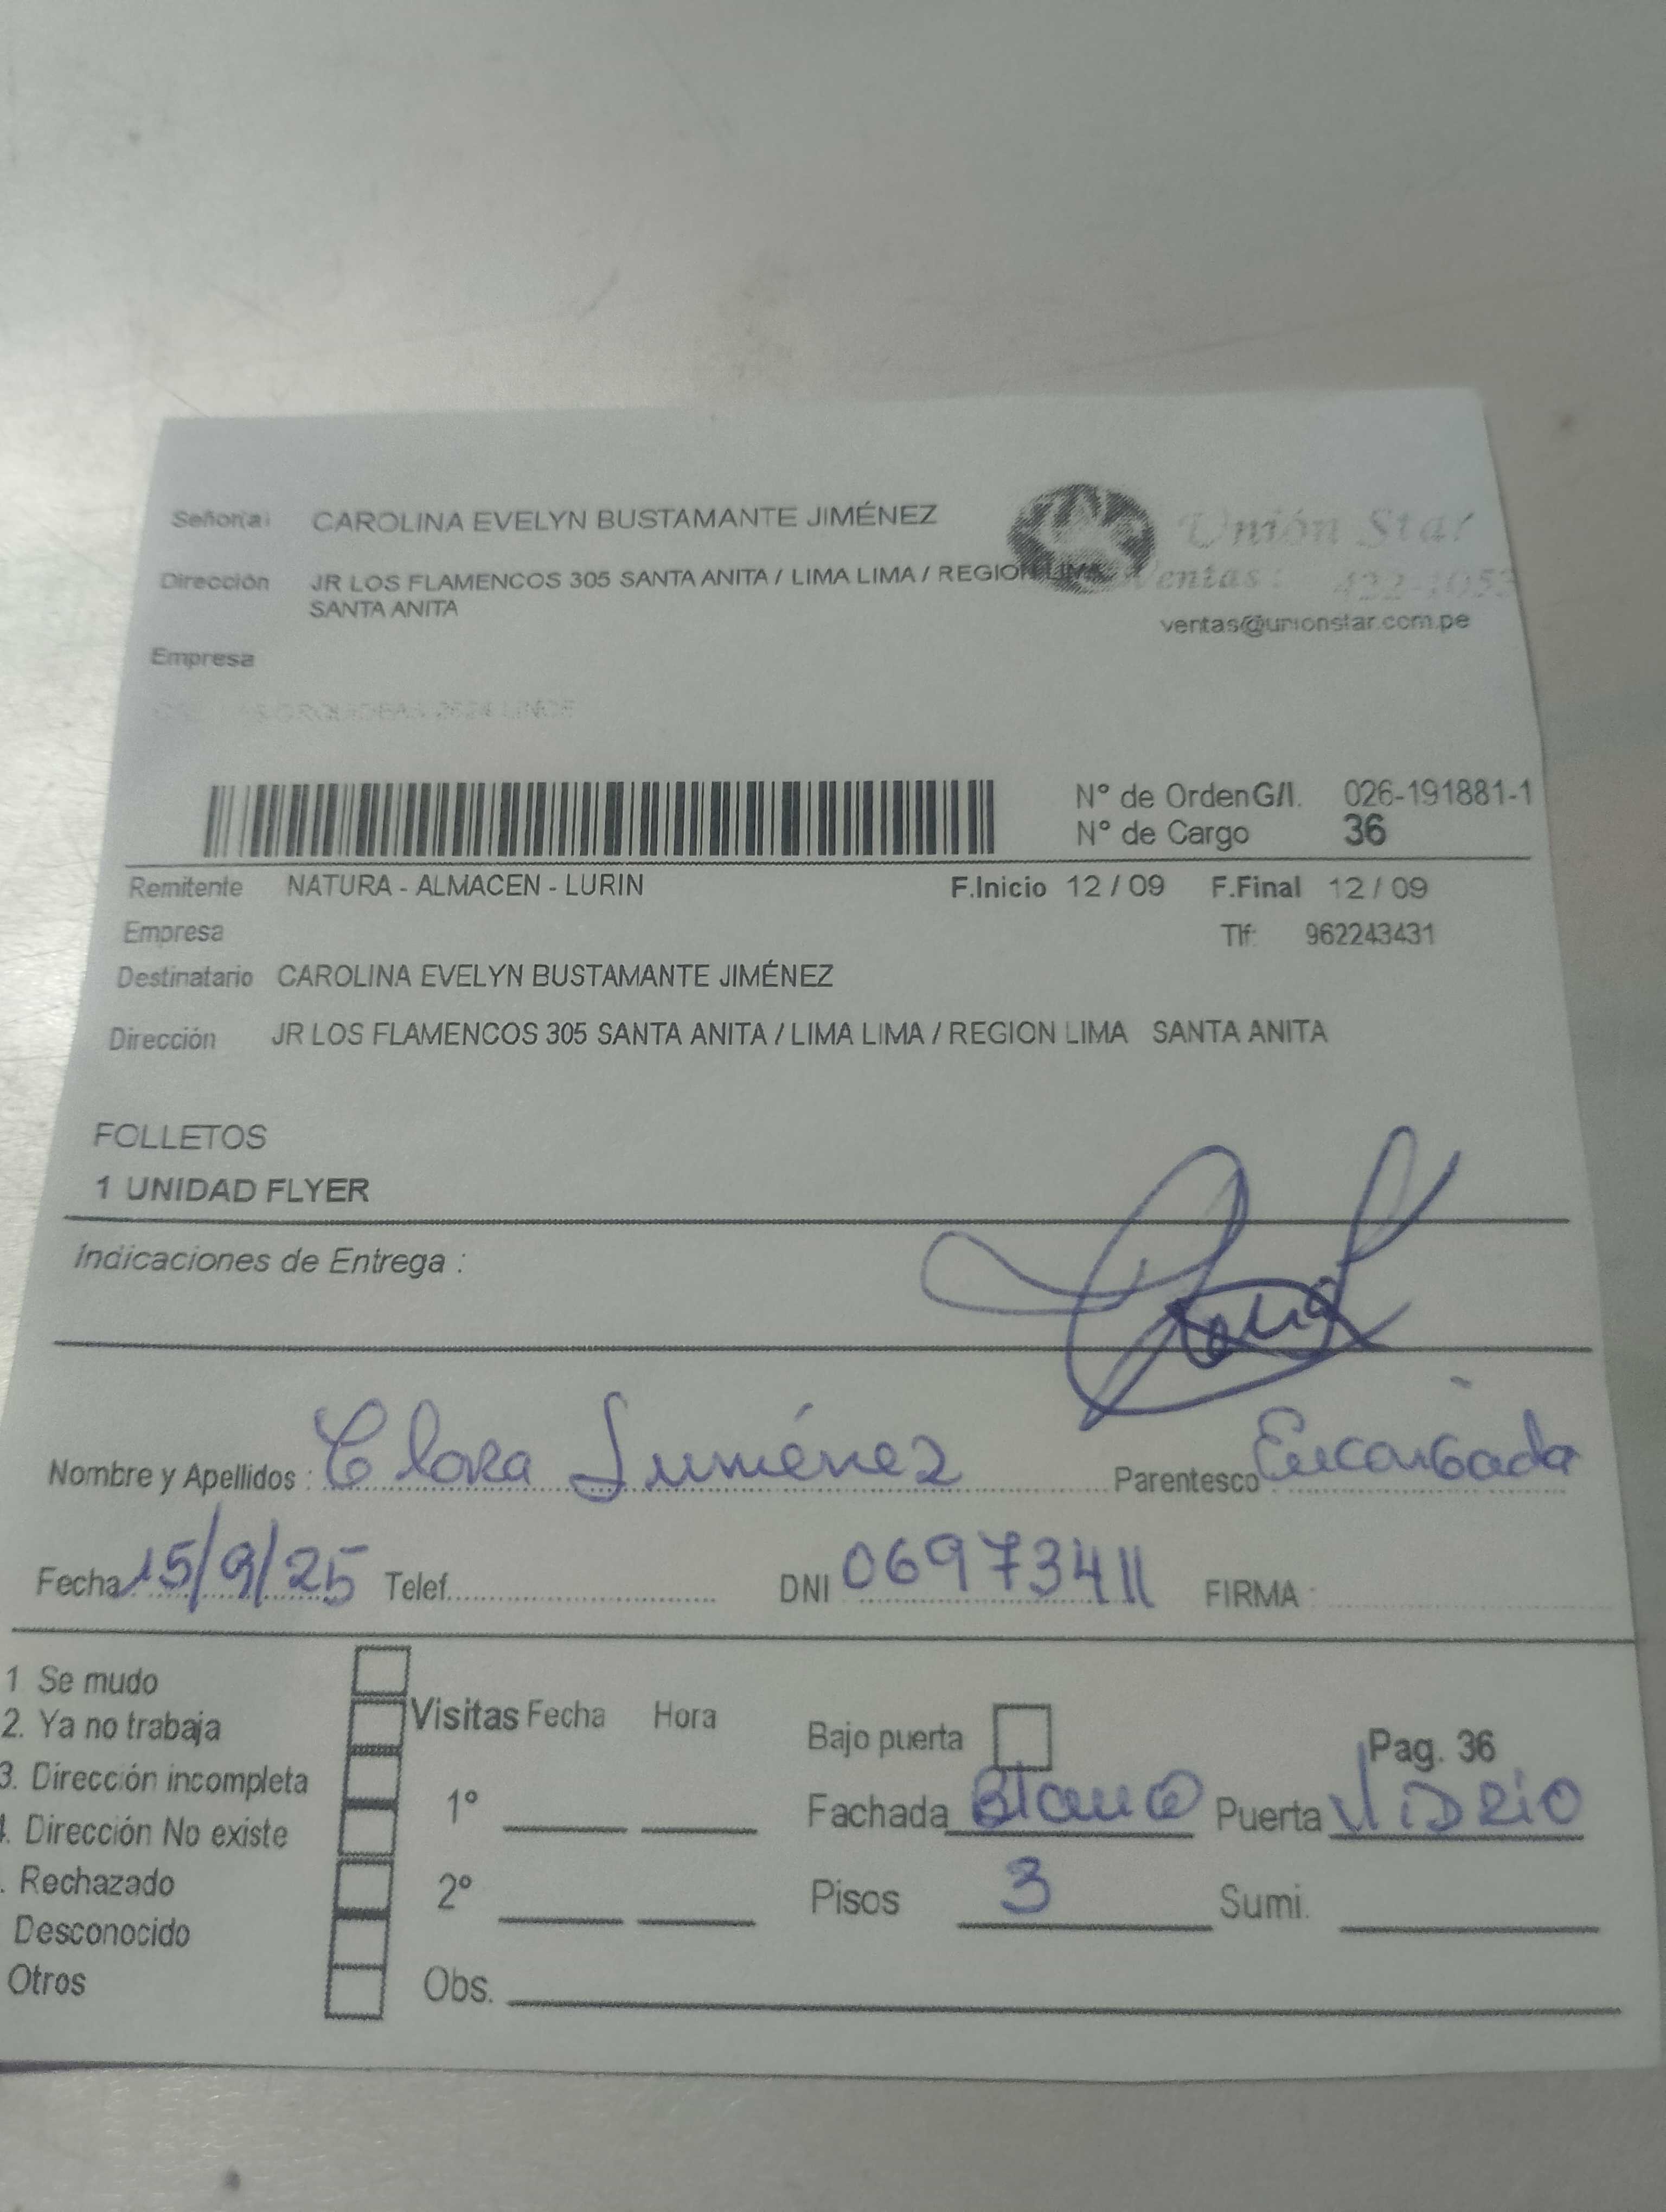 Señor(a) CAROLINA EVELYN BUSTAMANTE JIMÉNEZ
Unión Star
Dirección JR LOS FLAMENCOS 305 SANTA ANITA / LIMA LIMA / REGION LIMA
SANTA ANITA
Ventas: 422-1053
ventas@unionstar.com.pe
Empresa
LINCE
N° de Orden G/I. 026-191881-1
N° de Cargo 36
Remitente NATURA - ALMACEN - LURIN F.Inicio 12 / 09 F.Final 12 / 09
Empresa Tlf: 962243431
Destinatario CAROLINA EVELYN BUSTAMANTE JIMÉNEZ
Dirección JR LOS FLAMENCOS 305 SANTA ANITA / LIMA LIMA / REGION LIMA SANTA ANITA
FOLLETOS
1 UNIDAD FLYER
Indicaciones de Entrega :
Nombre y Apellidos : Clora Juménez Parentesco Encargada
Fecha 15/9/25 Telef. DNI 06973411 FIRMA :
1 Se mudo
2. Ya no trabaja
3. Dirección incompleta
. Dirección No existe
. Rechazado
Desconocido
Otros
Visitas Fecha Hora
1°
2°
Obs.
Bajo puerta Pag. 36
Fachada Blanco Puerta VIDRIO
Pisos 3 Sumi.